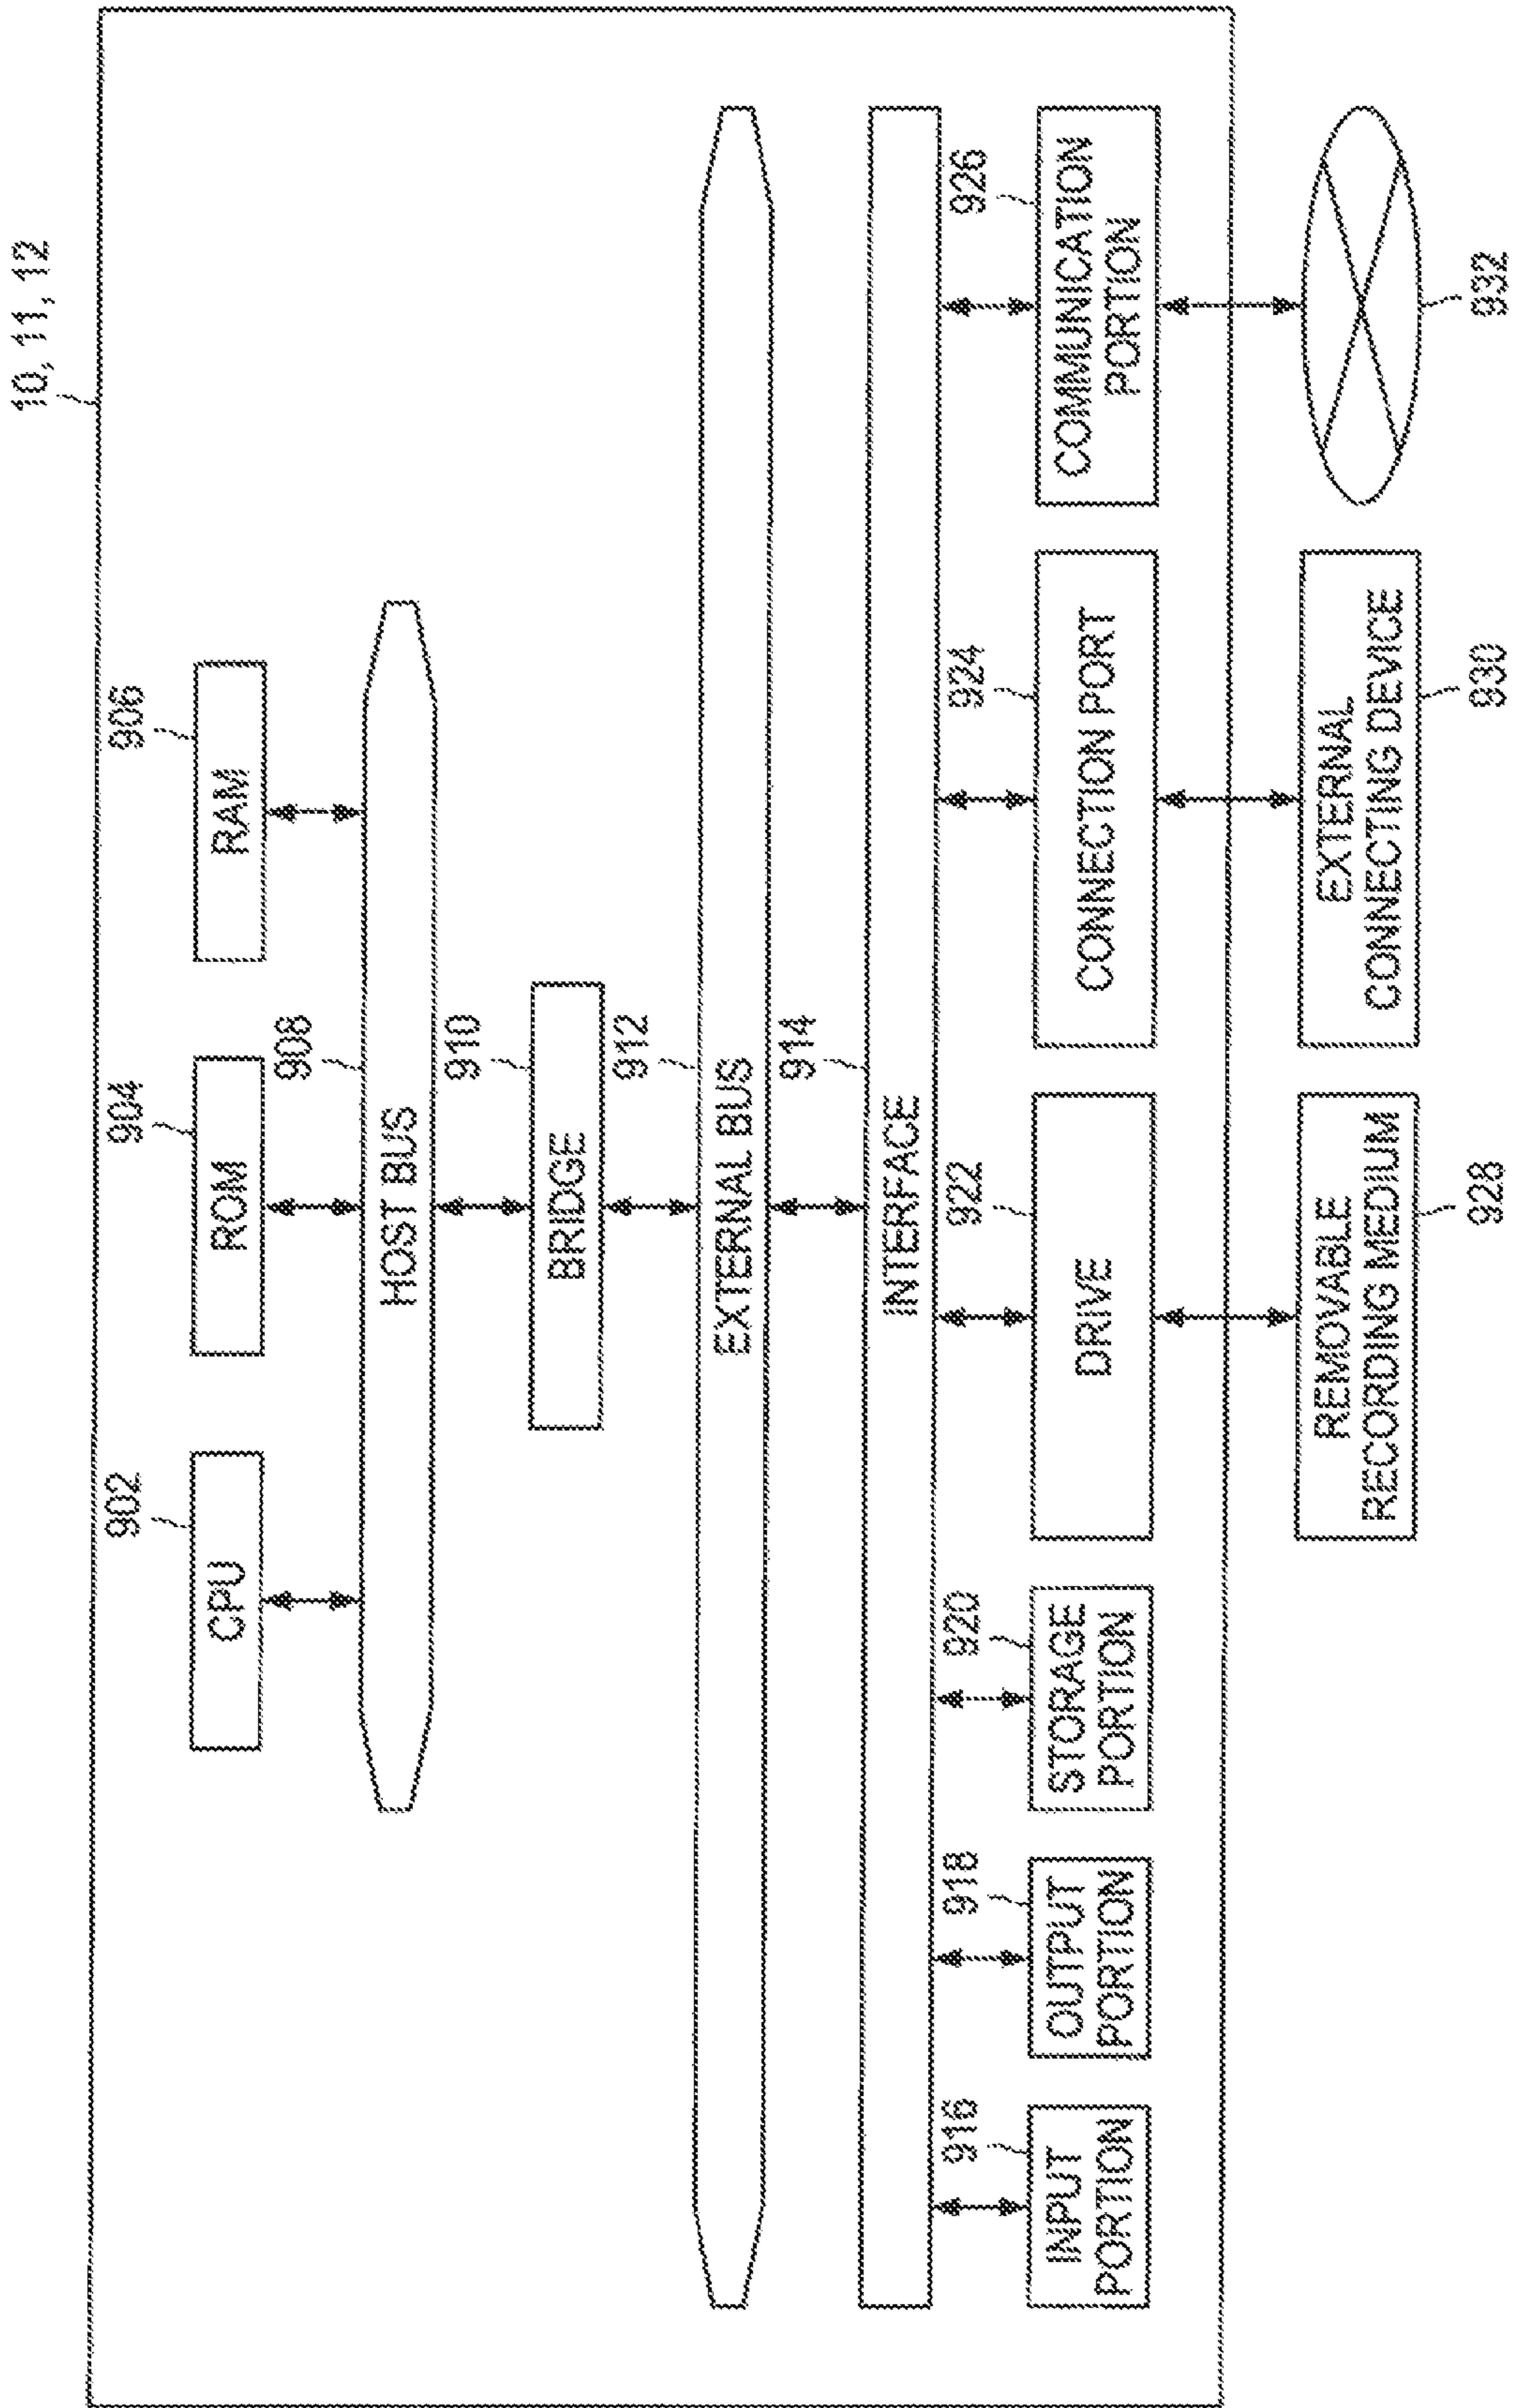 10, 11, 12
902
904
906
CPU
ROM
RAM
908
HOST BUS
910
BRIDGE
912
EXTERNAL BUS
914
INTERFACE
916
918
920
922
924
926
INPUT
PORTION
OUTPUT
PORTION
STORAGE
PORTION
DRIVE
CONNECTION PORT
COMMUNICATION
PORTION
REMOVABLE
RECORDING MEDIUM
EXTERNAL
CONNECTING DEVICE
928
930
932